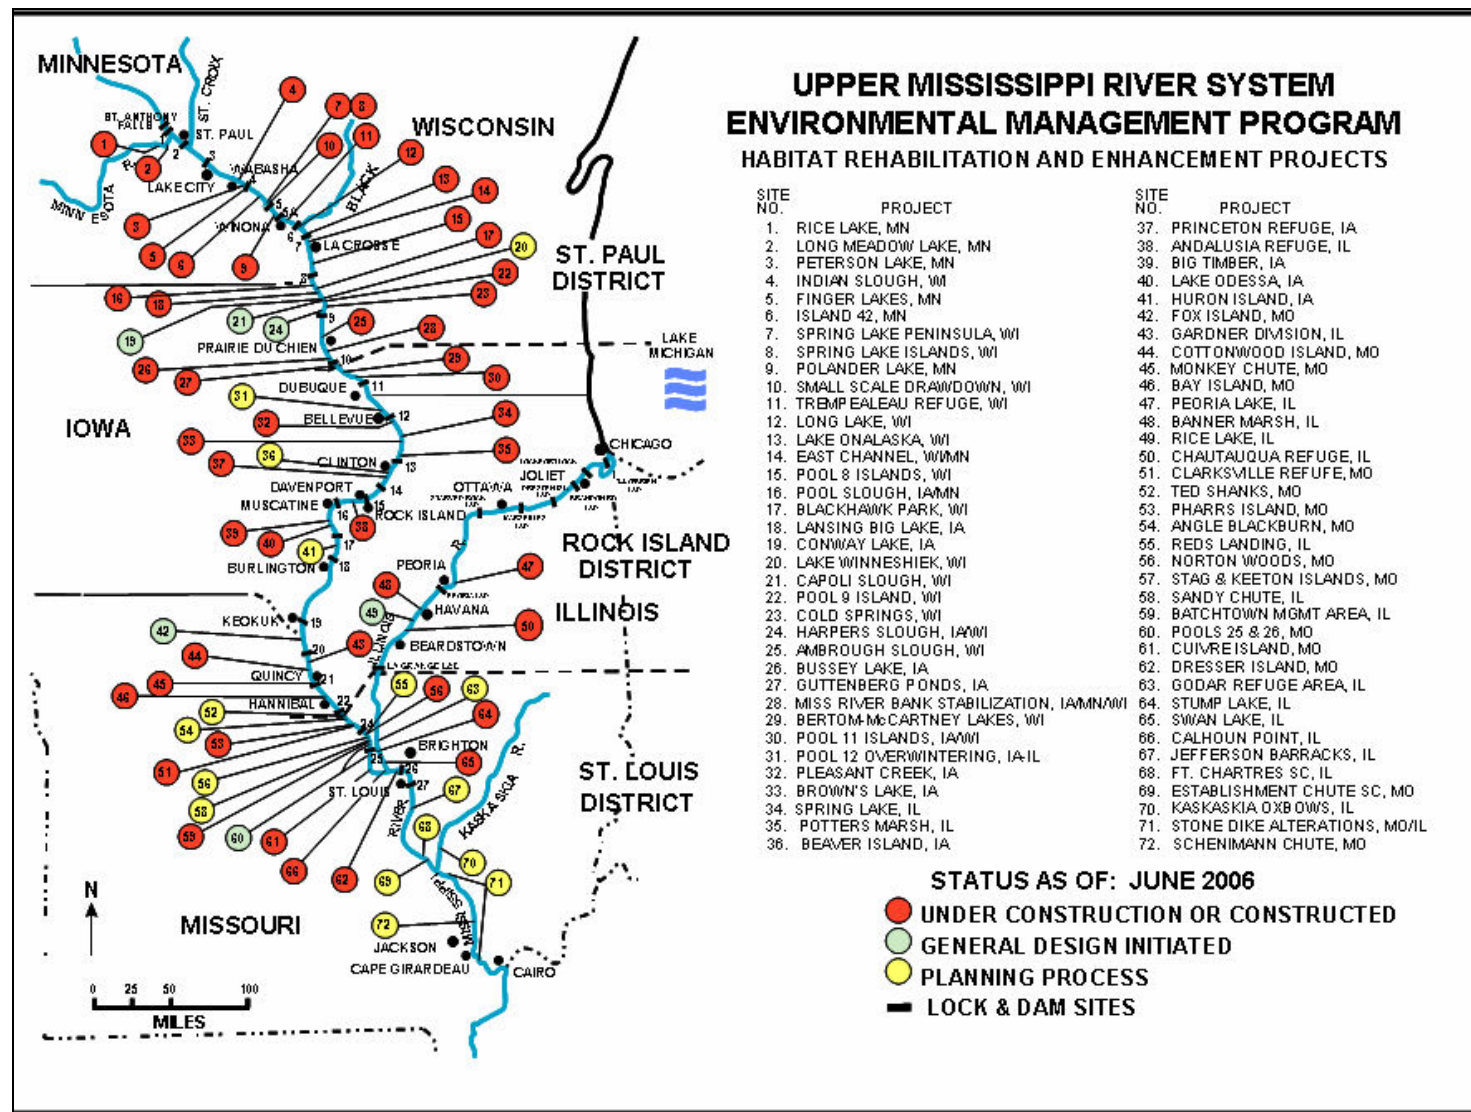 UPPER MISSISSIPPI RIVER SYSTEM
ENVIRONMENTAL MANAGEMENT PROGRAM
HABITAT REHABILITATION AND ENHANCEMENT PROJECTS
SITE
NO. PROJECT
1. RICE LAKE, MN
2. LONG MEADOW LAKE, MN
3. PETERSON LAKE, MN
4. INDIAN SLOUGH, WI
5. FINGER LAKES, MN
6. ISLAND 42, MN
7. SPRING LAKE PENINSULA, WI
8. SPRING LAKE ISLANDS, WI
9. POLANDER LAKE, MN
10. SMALL SCALE DRAWDOWN, WI
11. TREMPEALEAU REFUGE, WI
12. LONG LAKE, WI
13. LAKE ONALASKA, WI
14. EAST CHANNEL, WI/MN
15. POOL 8 ISLANDS, WI
16. POOL SLOUGH, IA/MN
17. BLACKHAWK PARK, WI
18. LANSING BIG LAKE, IA
19. CONWAY LAKE, IA
20. LAKE WINNESHIEK, WI
21. CAPOLI SLOUGH, WI
22. POOL 9 ISLAND, WI
23. COLD SPRINGS, WI
24. HARPERS SLOUGH, IA/WI
25. AMBROUGH SLOUGH, WI
26. BUSSEY LAKE, IA
27. GUTTENBERG PONDS, IA
28. MISS RIVER BANK STABILIZATION, IA/MN/WI
29. BERTOM-McCARTNEY LAKES, WI
30. POOL 11 ISLANDS, IA/WI
31. POOL 12 OVERWINTERING, IA-IL
32. PLEASANT CREEK, IA
33. BROWN'S LAKE, IA
34. SPRING LAKE, IL
35. POTTERS MARSH, IL
36. BEAVER ISLAND, IA
SITE
NO. PROJECT
37. PRINCETON REFUGE, IA
38. ANDALUSIA REFUGE, IL
39. BIG TIMBER, IA
40. LAKE ODESSA, IA
41. HURON ISLAND, IA
42. FOX ISLAND, MO
43. GARDNER DIVISION, IL
44. COTTONWOOD ISLAND, MO
45. MONKEY CHUTE, MO
46. BAY ISLAND, MO
47. PEORIA LAKE, IL
48. BANNER MARSH, IL
49. RICE LAKE, IL
50. CHAUTAUQUA REFUGE, IL
51. CLARKSVILLE REFUFE, MO
52. TED SHANKS, MO
53. PHARRS ISLAND, MO
54. ANGLE BLACKBURN, MO
55. REDS LANDING, IL
56. NORTON WOODS, MO
57. STAG & KEETON ISLANDS, MO
58. SANDY CHUTE, IL
59. BATCHTOWN MGMT AREA, IL
60. POOLS 25 & 26, MO
61. CUIVRE ISLAND, MO
62. DRESSER ISLAND, MO
63. GODAR REFUGE AREA, IL
64. STUMP LAKE, IL
65. SWAN LAKE, IL
66. CALHOUN POINT, IL
67. JEFFERSON BARRACKS, IL
68. FT. CHARTRES SC, IL
69. ESTABLISHMENT CHUTE SC, MO
70. KASKASKIA OXBOWS, IL
71. STONE DIKE ALTERATIONS, MO/IL
72. SCHENIMANN CHUTE, MO
STATUS AS OF: JUNE 2006
UNDER CONSTRUCTION OR CONSTRUCTED
GENERAL DESIGN INITIATED
PLANNING PROCESS
LOCK & DAM SITES
MINNESOTA
ST. CROIX
WISCONSIN
ST. ANTHONY
FALLS
ST. PAUL
MINNESOTA R.
LAKE CITY
WABASHA
WINONA
BLACK
LA CROSSE
ST. PAUL
DISTRICT
PRAIRIE DU CHIEN
LAKE
MICHIGAN
DUBUQUE
BELLEVUE
IOWA
CLINTON
DAVENPORT
MUSCATINE
ROCK ISLAND
OTTAWA
JOLIET
CHICAGO
BURLINGTON
PEORIA
ROCK ISLAND
DISTRICT
HAVANA
ILLINOIS
KEOKUK
ILLINOIS R.
BEARDSTOWN
LA GRANGE L&D
QUINCY
HANNIBAL
BRIGHTON
ST. LOUIS
ST. LOUIS
DISTRICT
KASKASKIA R.
MISSISSIPPI RIVER
MISSOURI
JACKSON
CAPE GIRARDEAU
CAIRO
N
0 25 50 100
MILES